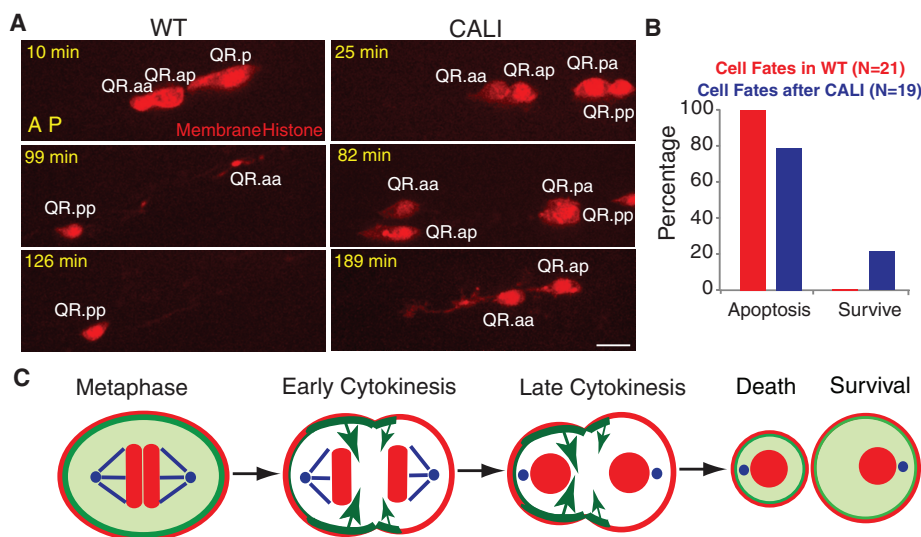 A
WT
CALI
10 min
QR.p
QR.ap
QR.aa
A P
MembraneHistone
25 min
QR.aa
QR.ap
QR.pa
QR.pp
99 min
QR.aa
QR.pp
82 min
QR.aa
QR.pa
QR.pp
QR.ap
126 min
QR.pp
189 min
QR.ap
QR.aa
B
Cell Fates in WT (N=21)
Cell Fates after CALI (N=19)
Percentage
100
80
60
40
20
0
Apoptosis
Survive
C
Metaphase
Early Cytokinesis
Late Cytokinesis
Death
Survival